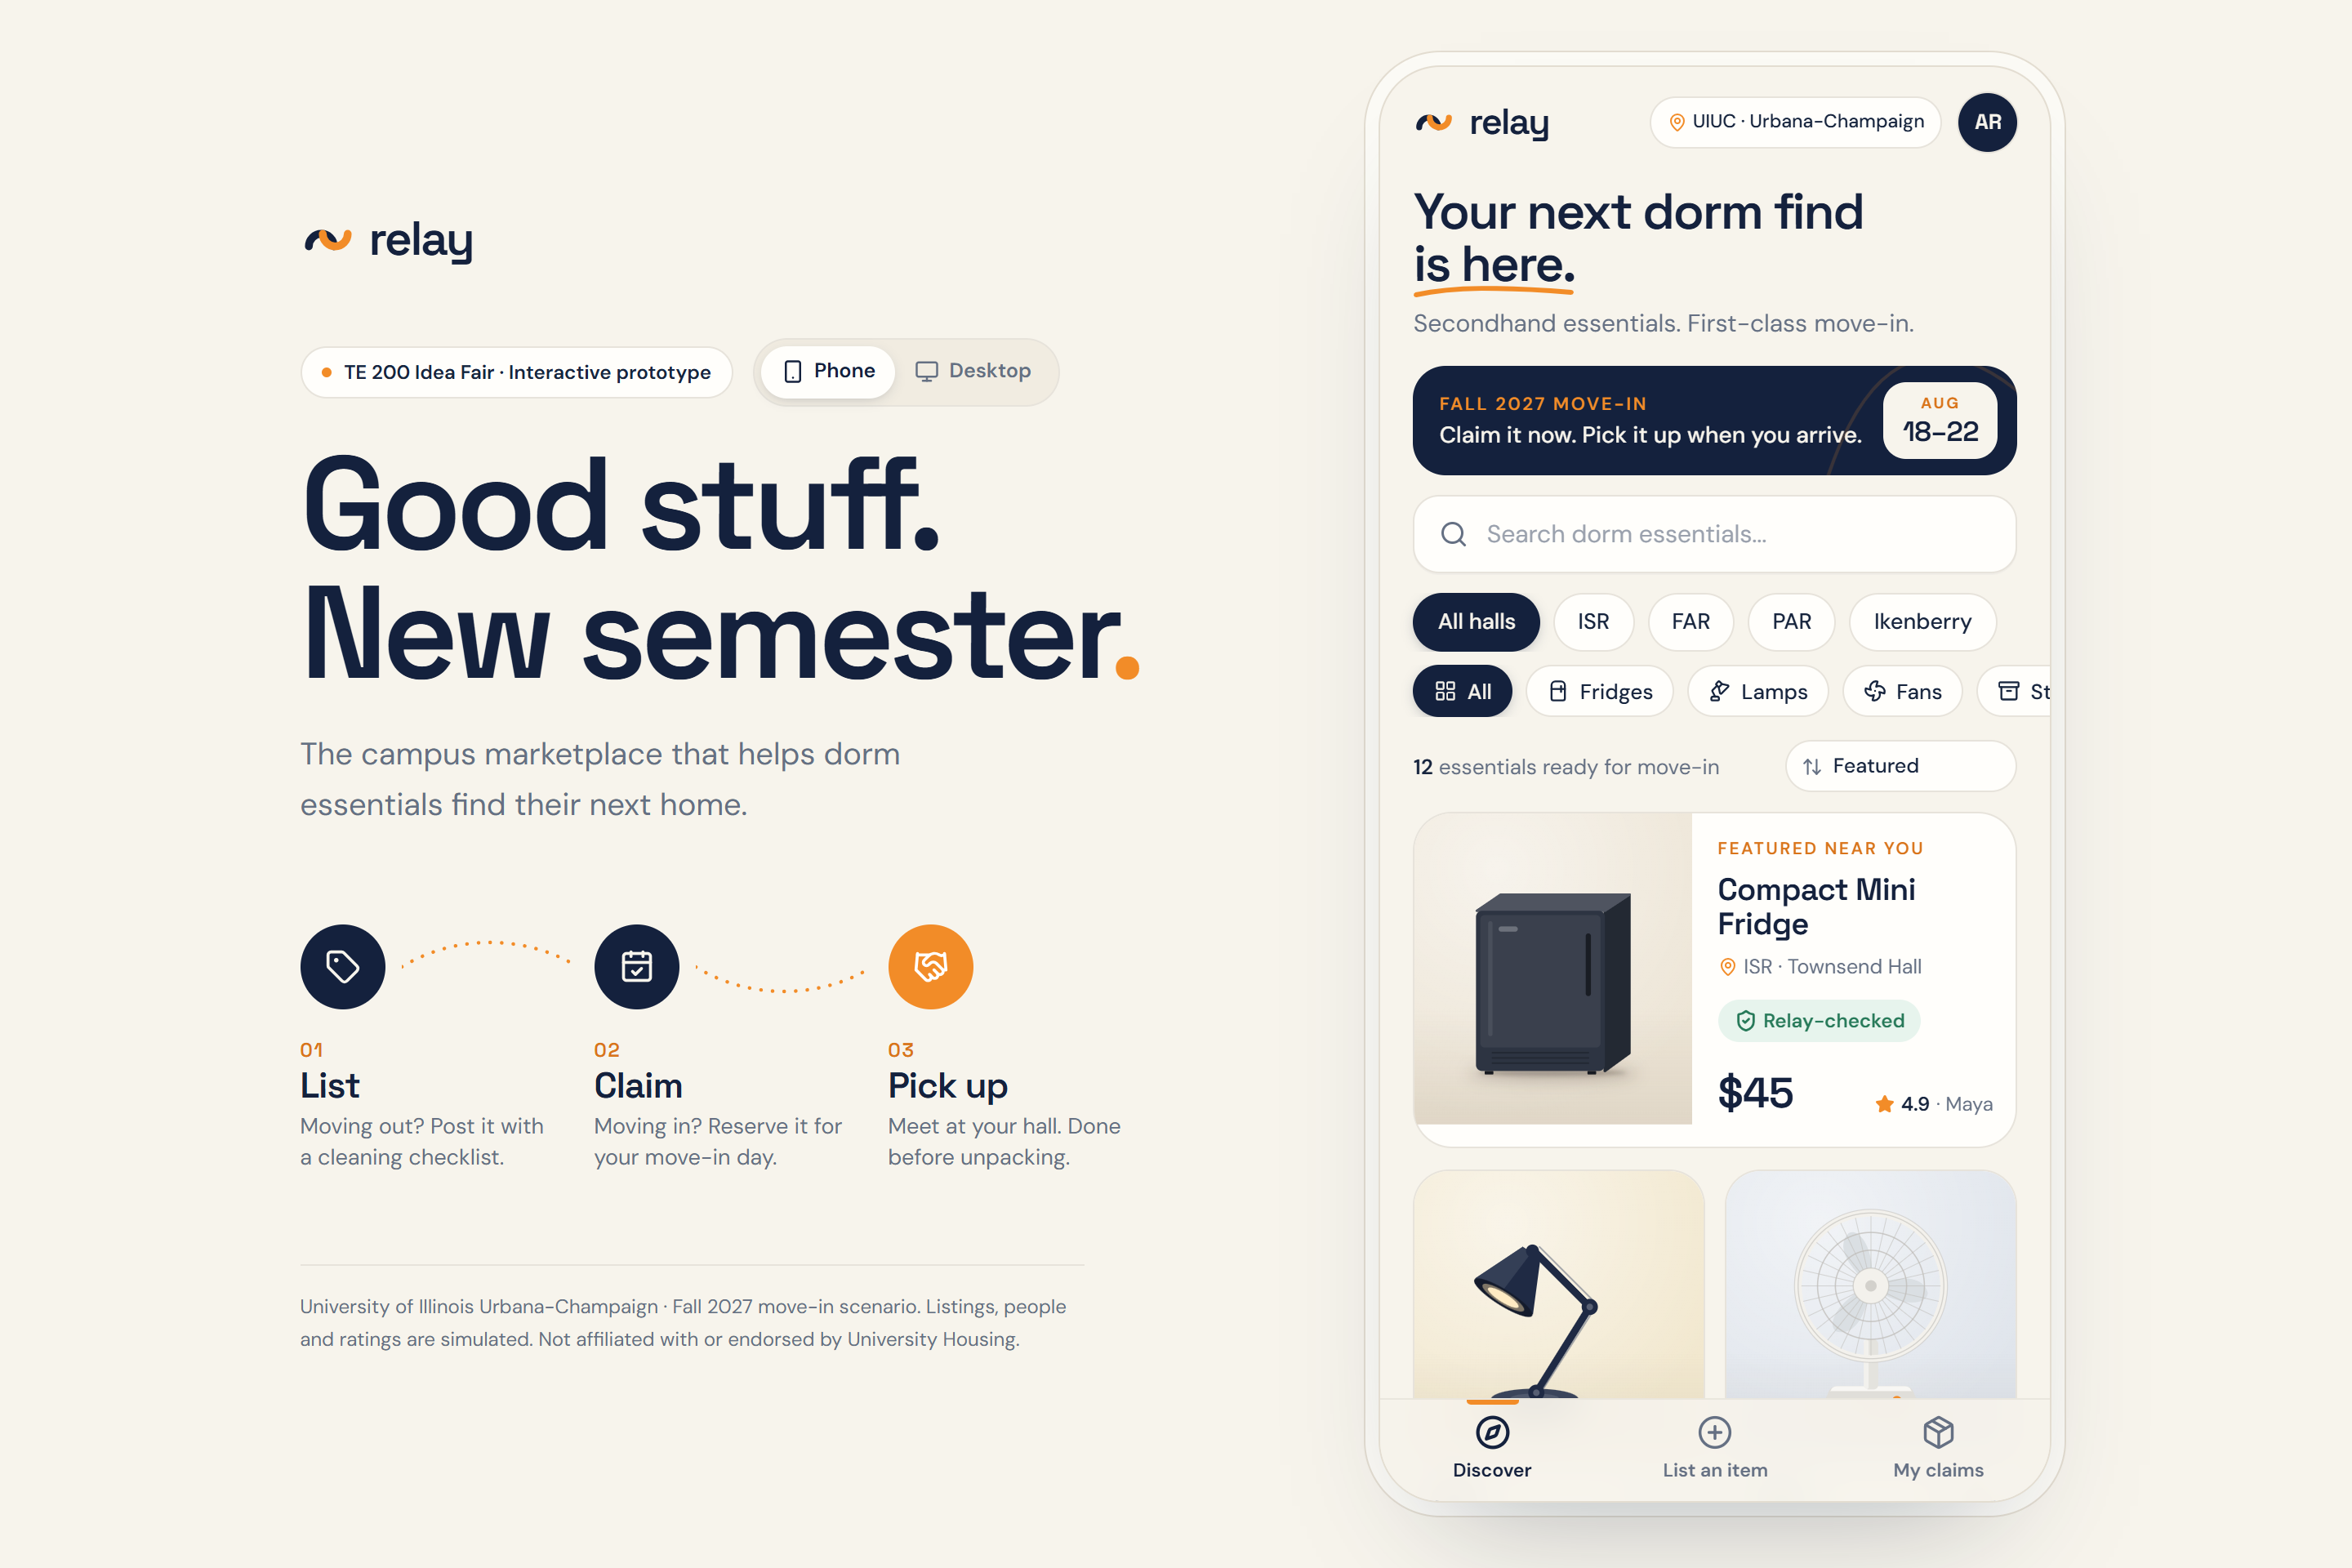 relay
TE 200 Idea Fair · Interactive prototype
Phone
Desktop
Good stuff.
New semester.
The campus marketplace that helps dorm
essentials find their next home.
01
List
Moving out? Post it with
a cleaning checklist.
02
Claim
Moving in? Reserve it for
your move-in day.
03
Pick up
Meet at your hall. Done
before unpacking.
University of Illinois Urbana-Champaign · Fall 2027 move-in scenario. Listings, people
and ratings are simulated. Not affiliated with or endorsed by University Housing.
relay
UIUC · Urbana-Champaign
AR
Your next dorm find
is here.
Secondhand essentials. First-class move-in.
FALL 2027 MOVE-IN
Claim it now. Pick it up when you arrive.
AUG
18–22
Search dorm essentials...
All halls
ISR
FAR
PAR
Ikenberry
All
Fridges
Lamps
Fans
St
12 essentials ready for move-in
Featured
FEATURED NEAR YOU
Compact Mini
Fridge
ISR · Townsend Hall
Relay-checked
$45
4.9 · Maya
Discover
List an item
My claims